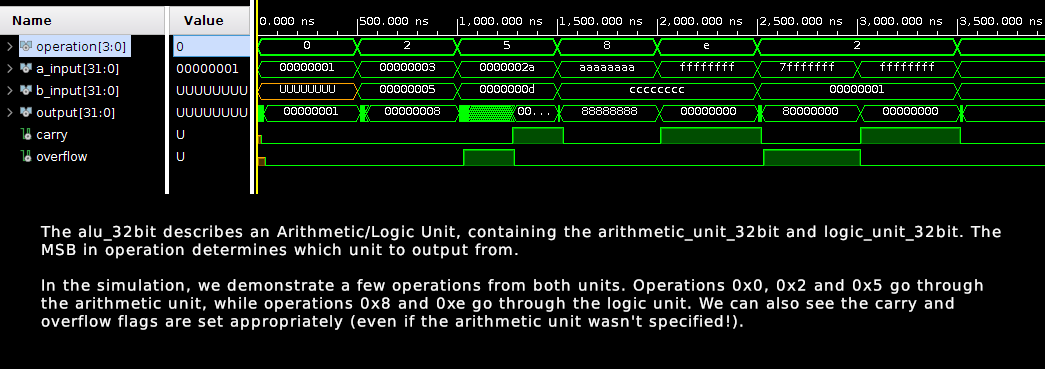 Name Value 0.000 ns 500.000 ns 1,000.000 ns 1,500.000 ns 2,000.000 ns 2,500.000 ns 3,000.000 ns 3,500.000 ns
operation[3:0] 0 0 2 5 8 e 2
a_input[31:0] 00000001 00000001 00000003 0000002a aaaaaaaa ffffffff 7fffffff ffffffff
b_input[31:0] UUUUUUUU UUUUUUUU 00000005 0000000d cccccccc 00000001
output[31:0] UUUUUUUU 00000001 00000008 00... 88888888 00000000 80000000 00000000
carry U
overflow U
The alu_32bit describes an Arithmetic/Logic Unit, containing the arithmetic_unit_32bit and logic_unit_32bit. The
MSB in operation determines which unit to output from.
In the simulation, we demonstrate a few operations from both units. Operations 0x0, 0x2 and 0x5 go through
the arithmetic unit, while operations 0x8 and 0xe go through the logic unit. We can also see the carry and
overflow flags are set appropriately (even if the arithmetic unit wasn't specified!).